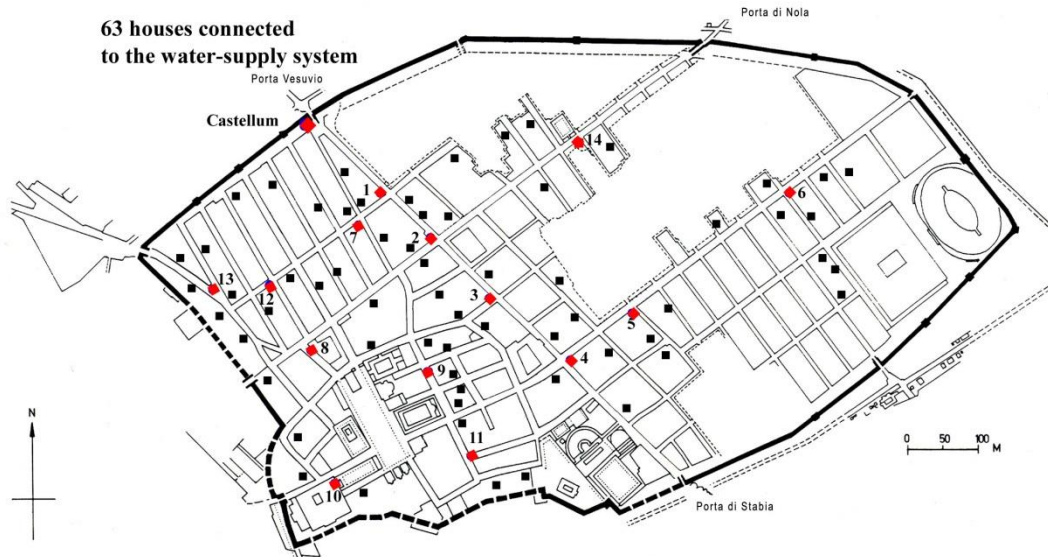 63 houses connected
to the water-supply system
Porta di Nola
Porta Vesuvio
Castellum
14
1
6
7
2
13
12
3
5
8
4
9
11
10
N
0 50 100
M
Porta di Stabia